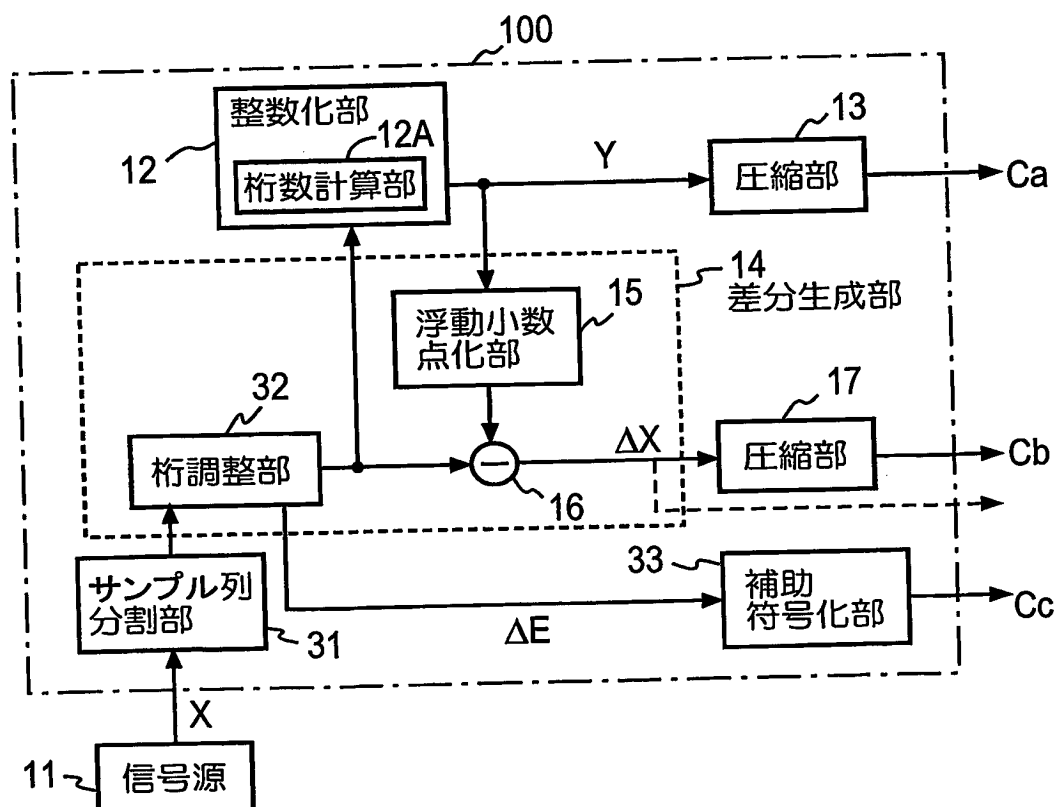 100
整数化部
12A
桁数計算部
12
Y
13
圧縮部
Ca
14
差分生成部
15
浮動小数
点化部
32
桁調整部
ΔX
16
17
圧縮部
Cb
サンプル列
分割部
31
ΔE
33
補助
符号化部
Cc
X
11
信号源